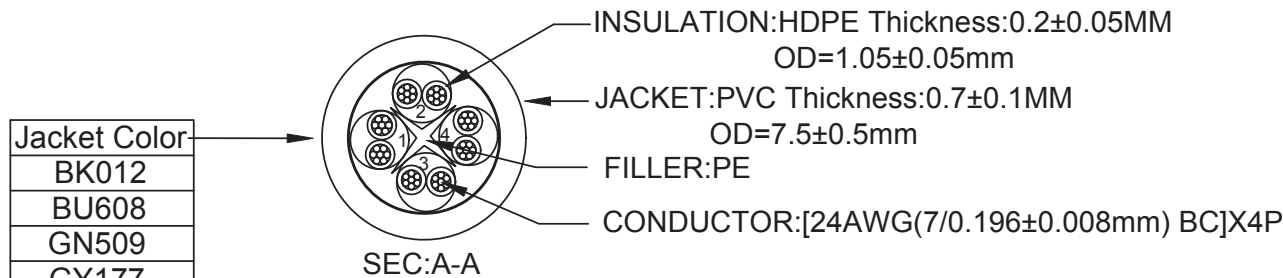 INSULATION:HDPE Thickness:0.2±0.05MM
OD=1.05±0.05mm
JACKET:PVC Thickness:0.7±0.1MM
OD=7.5±0.5mm
FILLER:PE
CONDUCTOR:[24AWG(7/0.196±0.008mm) BC]X4P
2
1
4
3
SEC:A-A
Jacket Color
BK012
BU608
GN509
GY177